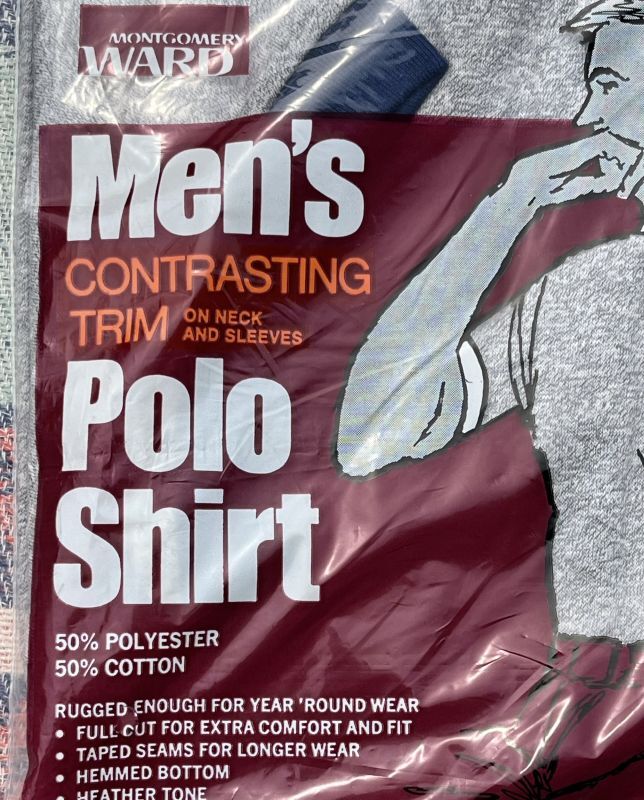 MONTGOMERY
WARD
Men's
CONTRASTING
TRIM ON NECK
AND SLEEVES
Polo
Shirt
50% POLYESTER
50% COTTON
RUGGED ENOUGH FOR YEAR 'ROUND WEAR
• FULL CUT FOR EXTRA COMFORT AND FIT
• TAPED SEAMS FOR LONGER WEAR
• HEMMED BOTTOM
• HEATHER TONE